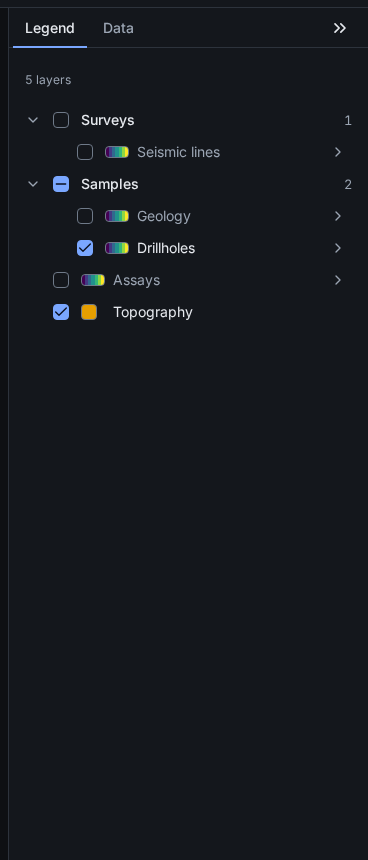 Legend Data
5 layers
Surveys 1
Seismic lines
Samples 2
Geology
Drillholes
Assays
Topography